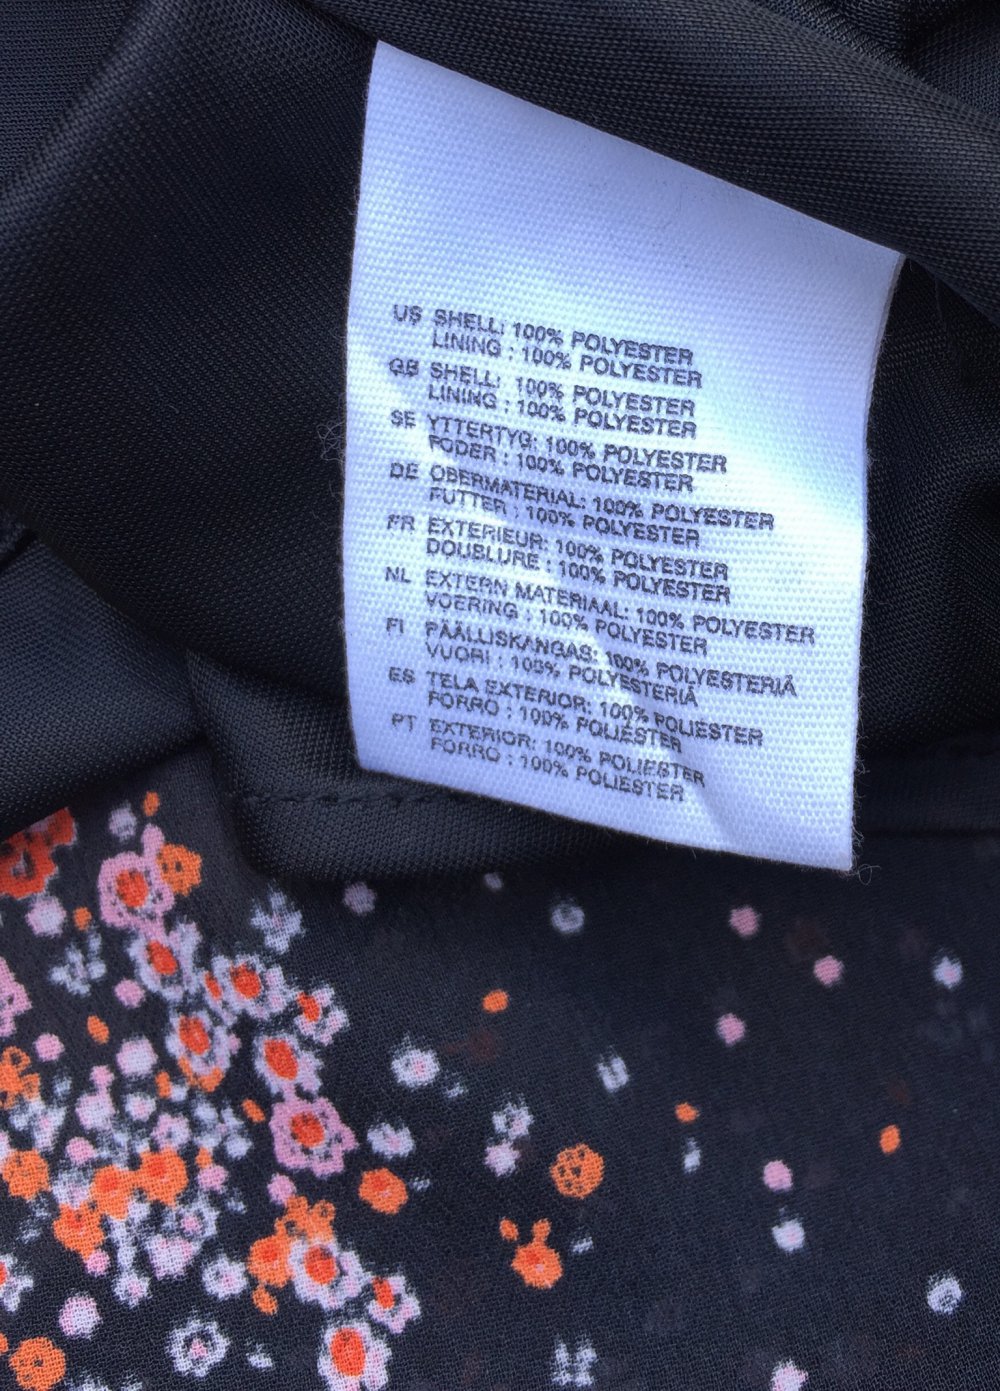 US SHELL: 100% POLYESTER
LINING : 100% POLYESTER
GB SHELL: 100% POLYESTER
LINING : 100% POLYESTER
SE YTTERTYG: 100% POLYESTER
FODER : 100% POLYESTER
DE OBERMATERIAL: 100% POLYESTER
FUTTER : 100% POLYESTER
FR EXTERIEUR: 100% POLYESTER
DOUBLURE : 100% POLYESTER
NL EXTERN MATERIAAL: 100% POLYESTER
VOERING : 100% POLYESTER
FI PÄÄLLISKANGAS: 100% POLYESTERIÄ
VUORI : 100% POLYESTERIÄ
ES TELA EXTERIOR: 100% POLIÉSTER
FORRO : 100% POLIÉSTER
PT EXTERIOR: 100% POLIESTER
FORRO : 100% POLIESTER